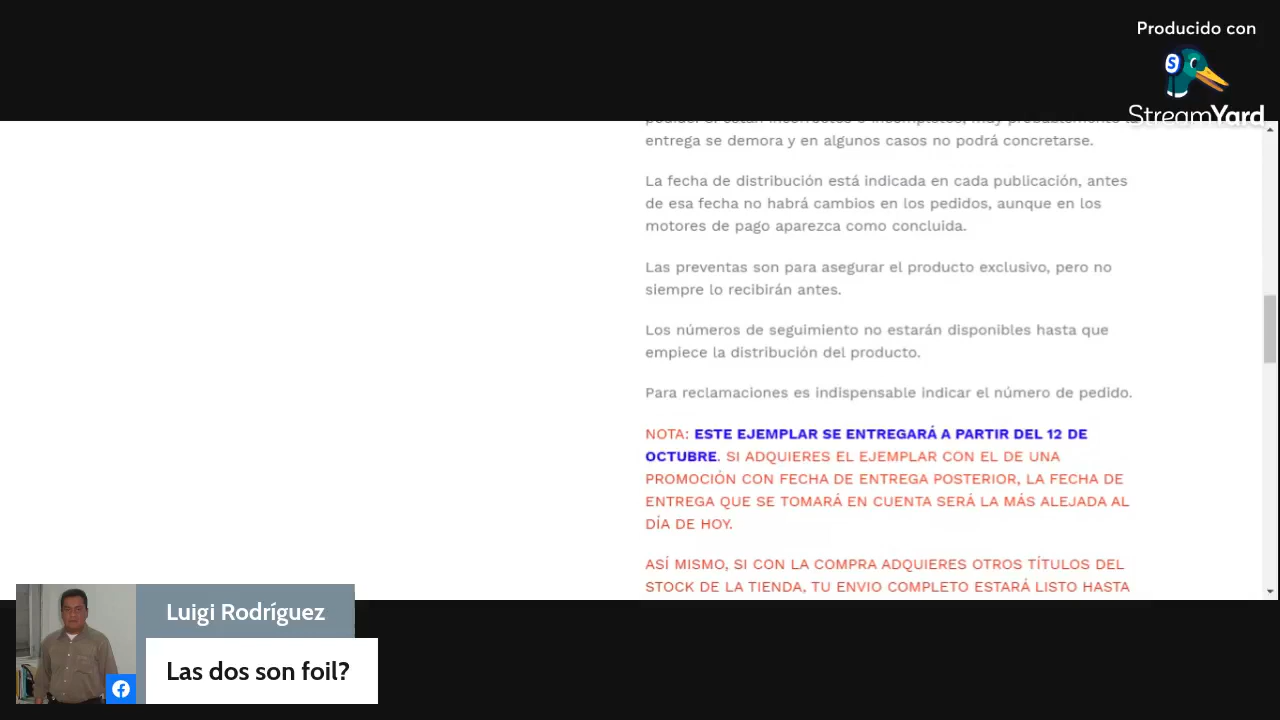 Producido con
StreamYard
entrega se demora y en algunos casos no podrá concretarse.
La fecha de distribución está indicada en cada publicación, antes
de esa fecha no habrá cambios en los pedidos, aunque en los
motores de pago aparezca como concluida.
Las preventas son para asegurar el producto exclusivo, pero no
siempre lo recibirán antes.
Los números de seguimiento no estarán disponibles hasta que
empiece la distribución del producto.
Para reclamaciones es indispensable indicar el número de pedido.
NOTA: ESTE EJEMPLAR SE ENTREGARÁ A PARTIR DEL 12 DE
OCTUBRE. SI ADQUIERES EL EJEMPLAR CON EL DE UNA
PROMOCIÓN CON FECHA DE ENTREGA POSTERIOR, LA FECHA DE
ENTREGA QUE SE TOMARÁ EN CUENTA SERÁ LA MÁS ALEJADA AL
DÍA DE HOY.
ASÍ MISMO, SI CON LA COMPRA ADQUIERES OTROS TÍTULOS DEL
STOCK DE LA TIENDA, TU ENVIO COMPLETO ESTARÁ LISTO HASTA
Luigi Rodríguez
Las dos son foil?